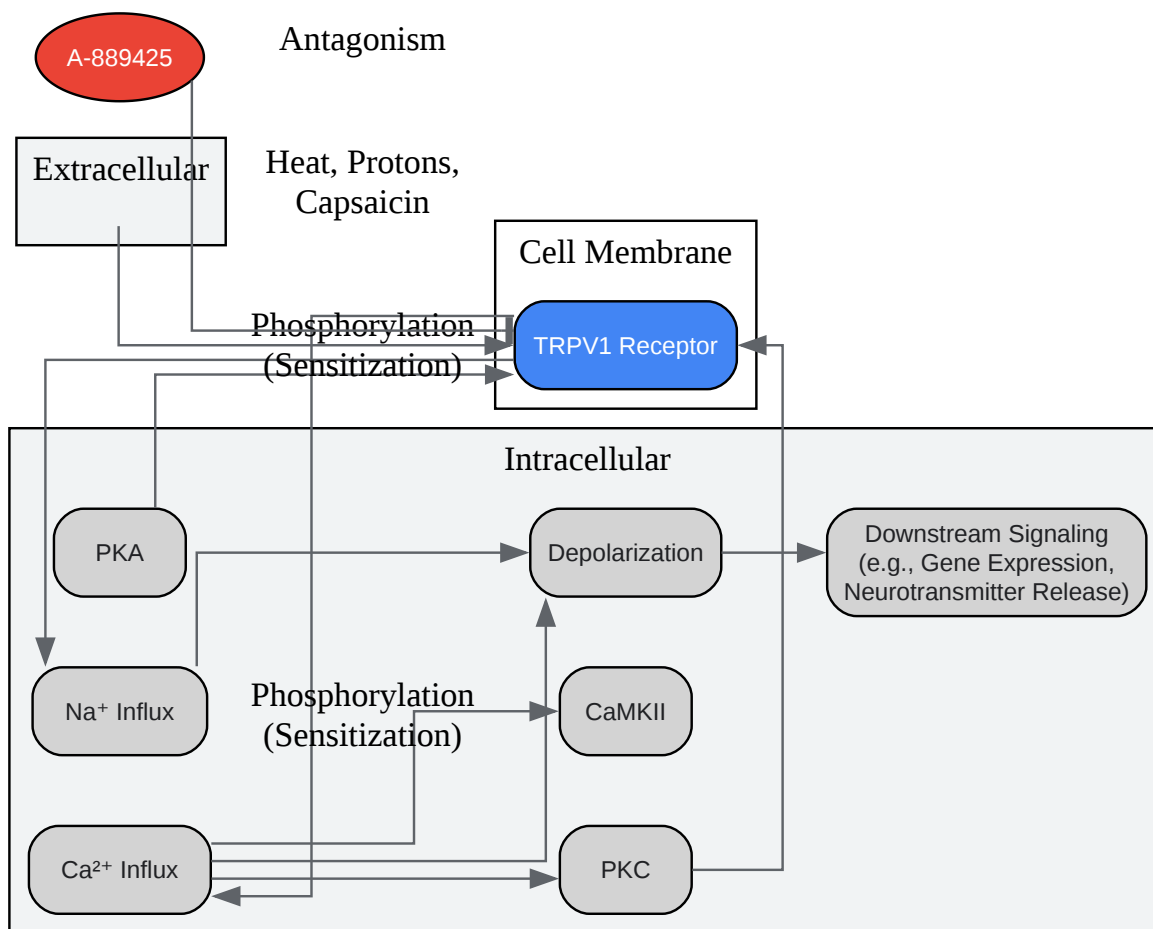 A-889425
Antagonism
Extracellular
Heat, Protons,
Capsaicin
Cell Membrane
Phosphorylation
(Sensitization)
TRPV1 Receptor
Intracellular
PKA
Depolarization
Downstream Signaling
(e.g., Gene Expression,
Neurotransmitter Release)
Na⁺ Influx
Phosphorylation
(Sensitization)
CaMKII
Ca²⁺ Influx
PKC